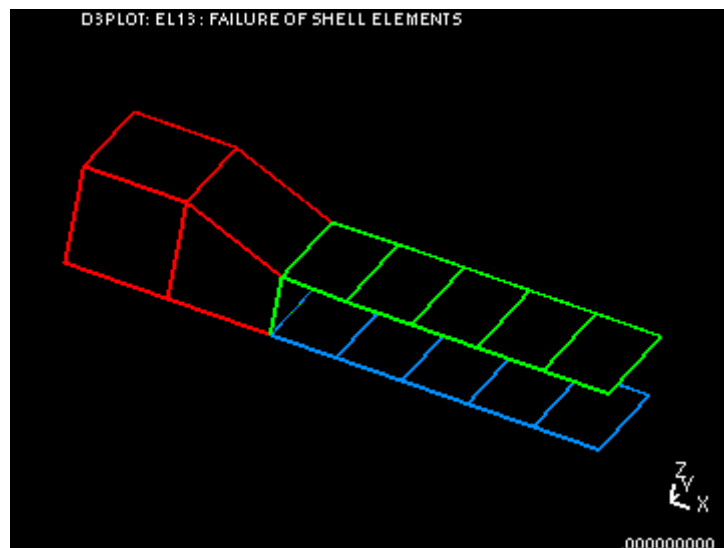 D3PLOT: EL13 : FAILURE OF SHELL ELEMENTS
Z
Y
X
000000000